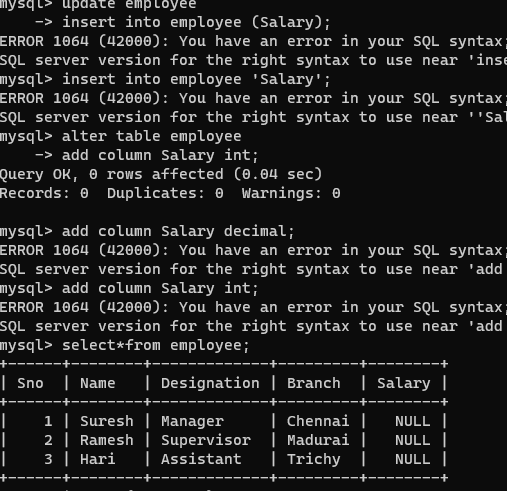 mysql> update employee
    -> insert into employee (Salary);
ERROR 1064 (42000): You have an error in your SQL syntax;
SQL server version for the right syntax to use near 'inse
mysql> insert into employee 'Salary';
ERROR 1064 (42000): You have an error in your SQL syntax;
SQL server version for the right syntax to use near ''Sal
mysql> alter table employee
    -> add column Salary int;
Query OK, 0 rows affected (0.04 sec)
Records: 0  Duplicates: 0  Warnings: 0

mysql> add column Salary decimal;
ERROR 1064 (42000): You have an error in your SQL syntax;
SQL server version for the right syntax to use near 'add
mysql> add column Salary int;
ERROR 1064 (42000): You have an error in your SQL syntax;
SQL server version for the right syntax to use near 'add
mysql> select*from employee;
+------+--------+-------------+---------+--------+
| Sno  | Name   | Designation | Branch  | Salary |
+------+--------+-------------+---------+--------+
|    1 | Suresh | Manager     | Chennai |   NULL |
|    2 | Ramesh | Supervisor  | Madurai |   NULL |
|    3 | Hari   | Assistant   | Trichy  |   NULL |
+------+--------+-------------+---------+--------+